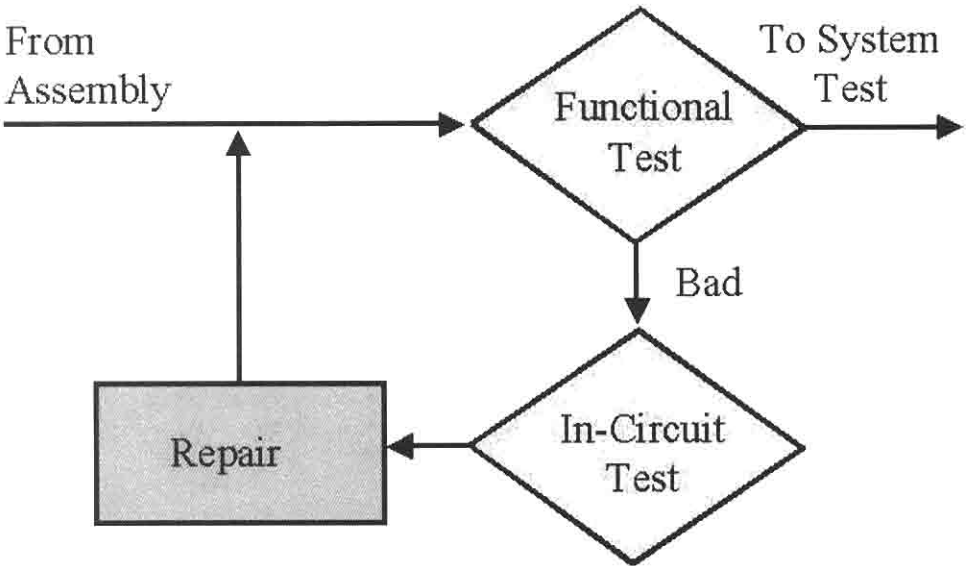 From
Assembly
To System
Test
Functional
Test
Bad
In-Circuit
Test
Repair